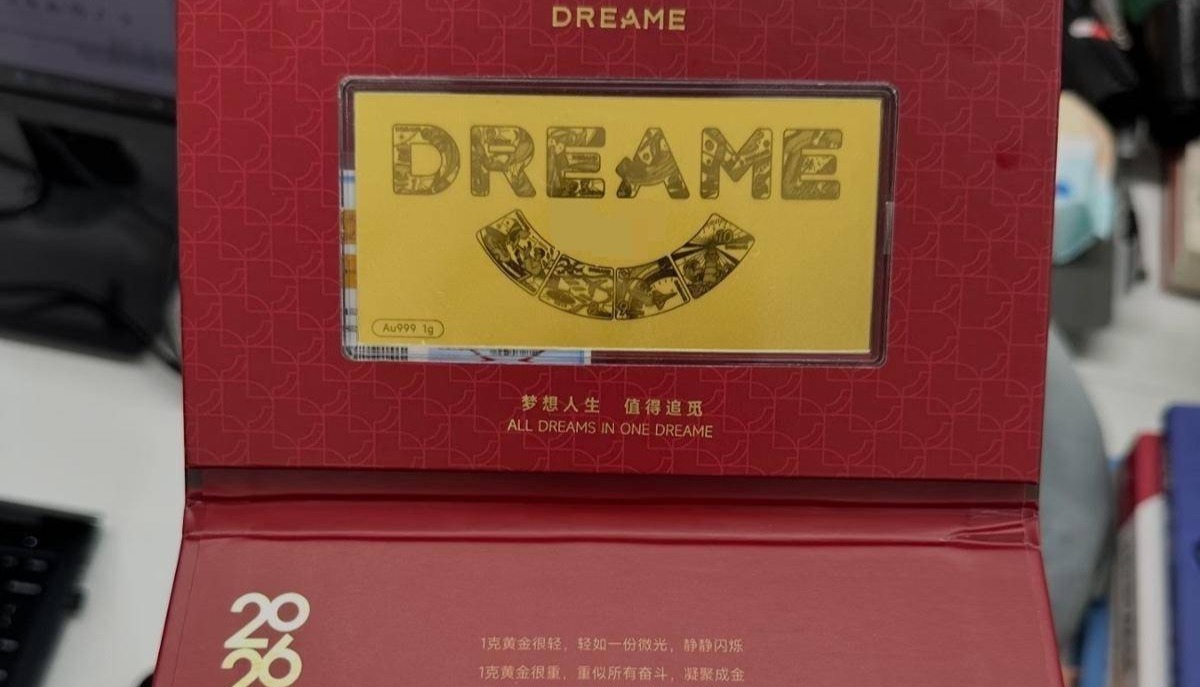 DREAME
DREAME
Au999 1g
梦想人生 值得追觅
ALL DREAMS IN ONE DREAME
2026
1克黄金很轻，轻如一份微光，静静闪烁
1克黄金很重，重似所有奋斗，凝聚成金